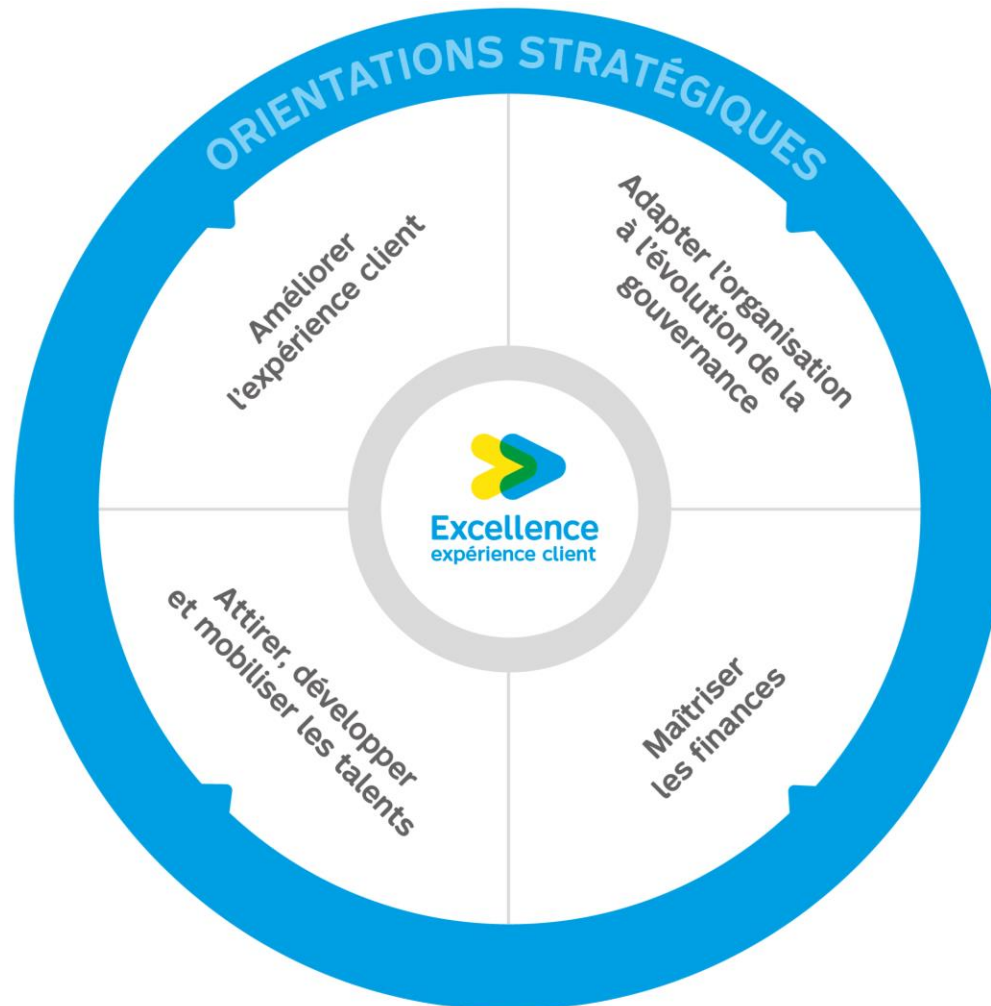 ORIENTATIONS STRATÉGIQUES
Améliorer
l'expérience client
Adapter l'organisation
à l'évolution de la
gouvernance
Excellence
expérience client
Attirer, développer
et mobiliser les talents
Maîtriser
les finances